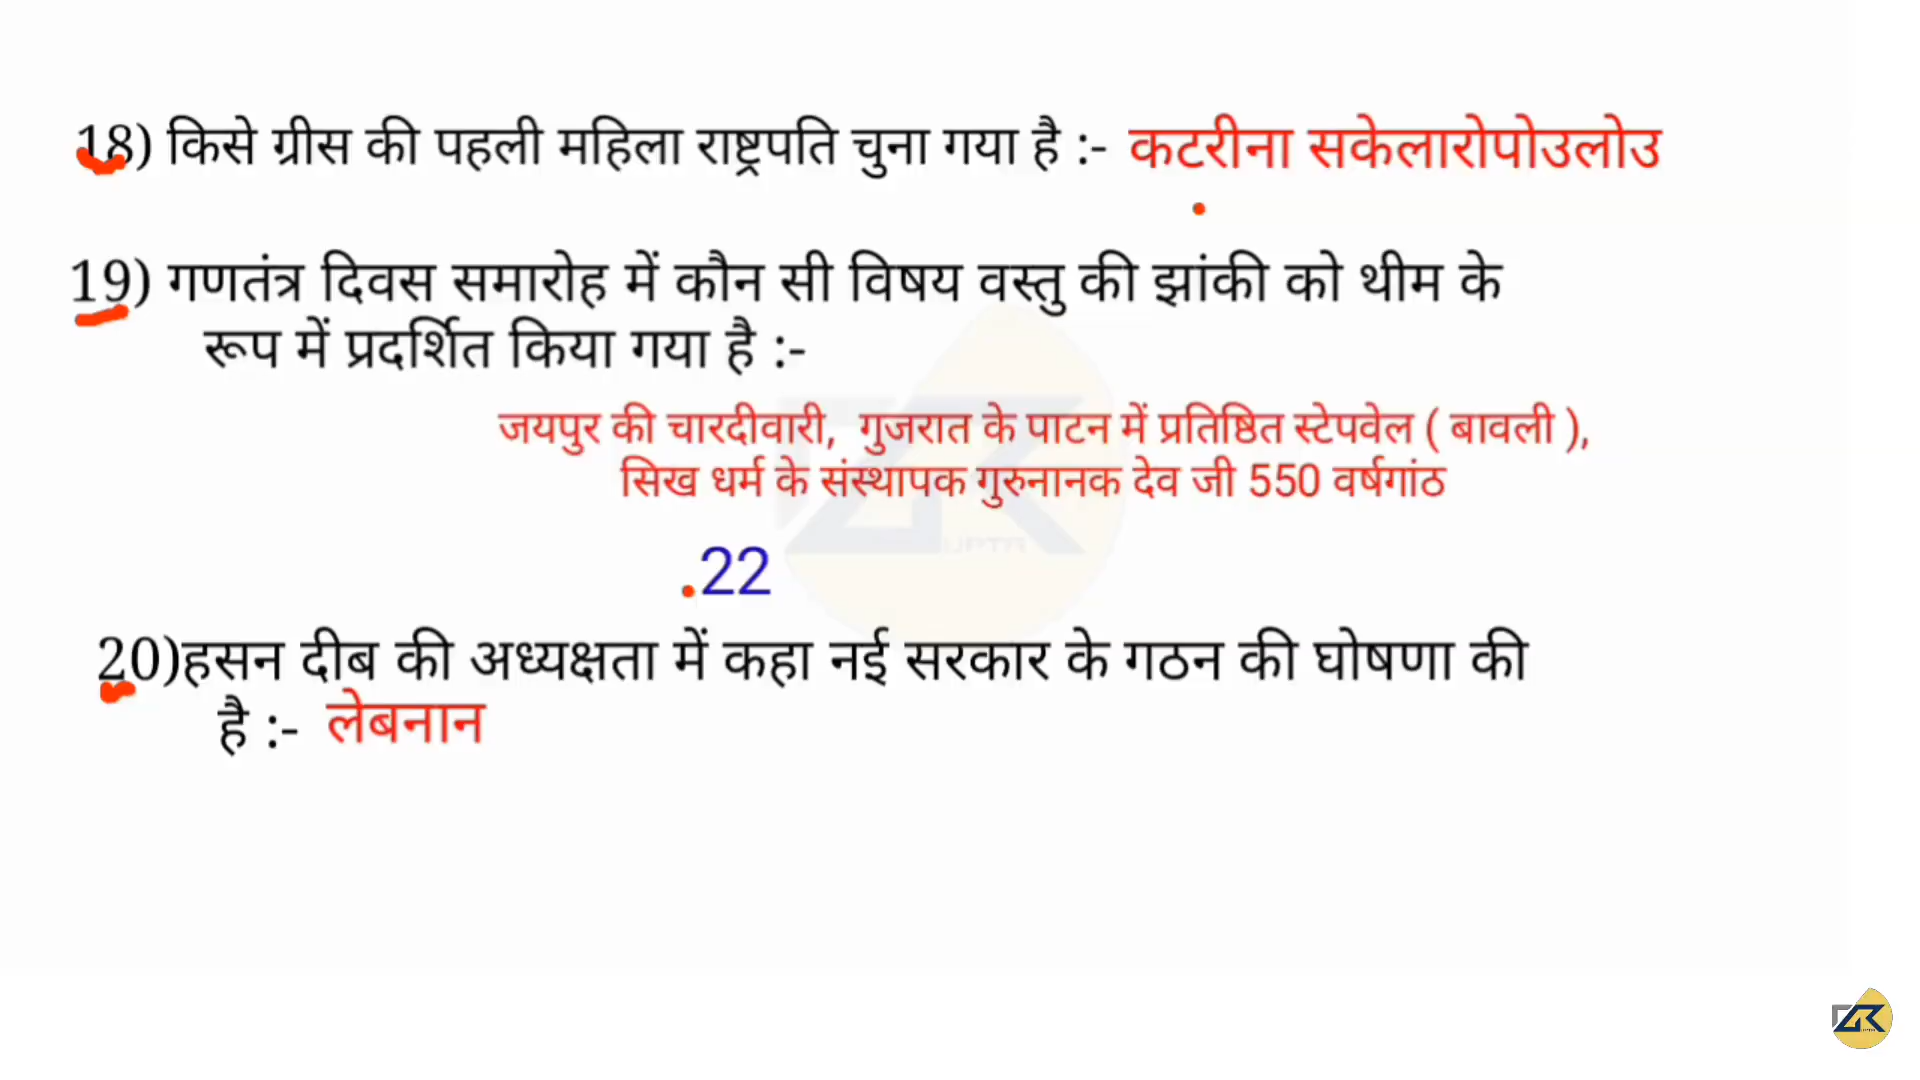 18) किसे ग्रीस की पहली महिला राष्ट्रपति चुना गया है :- कटरीना सकेलारोपोउलोउ
19) गणतंत्र दिवस समारोह में कौन सी विषय वस्तु की झांकी को थीम के
रूप में प्रदर्शित किया गया है :-
जयपुर की चारदीवारी, गुजरात के पाटन में प्रतिष्ठित स्टेपवेल ( बावली ),
सिख धर्म के संस्थापक गुरुनानक देव जी 550 वर्षगांठ
.22
20)हसन दीब की अध्यक्षता में कहा नई सरकार के गठन की घोषणा की
है :- लेबनान